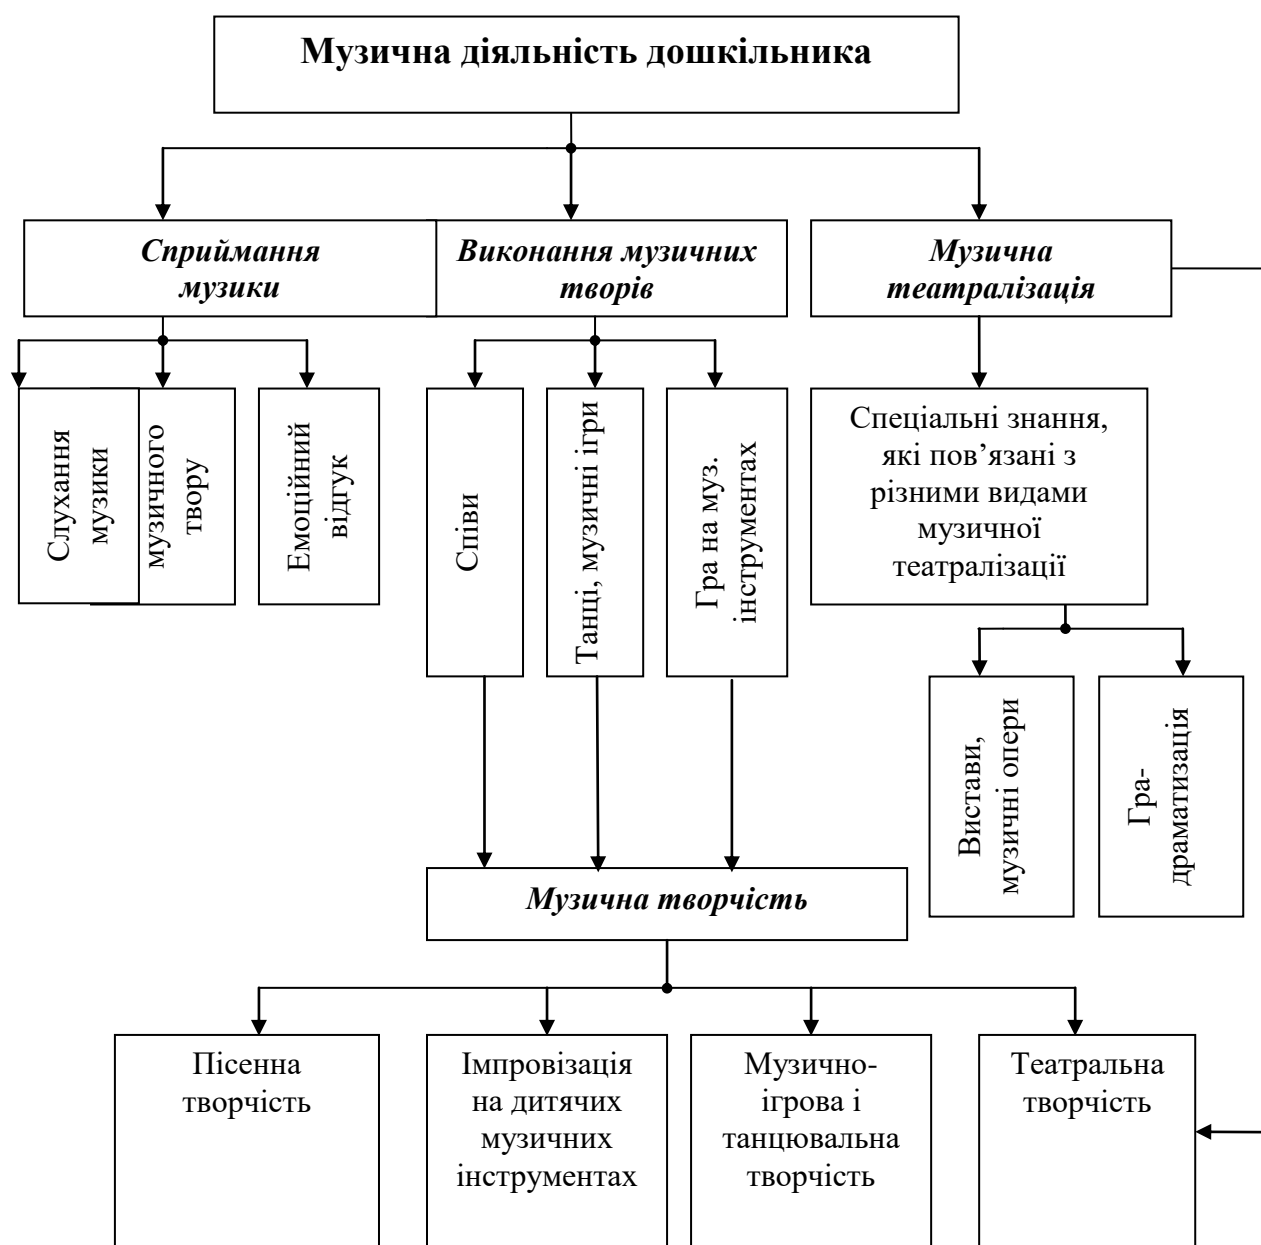 Музична діяльність дошкільника
Сприймання
музики
Виконання музичних
творів
Музична
театралізація
Слухання
музики
музичного
твору
Емоційний
відгук
Співи
Танці, музичні ігри
Гра на муз.
інструментах
Спеціальні знання,
які пов’язані з
різними видами
музичної
театралізації
Вистави,
музичні опери
Гра-
драматизація
Музична творчість
Пісенна
творчість
Імпровізація
на дитячих
музичних
інструментах
Музично-
ігрова і
танцювальна
творчість
Театральна
творчість